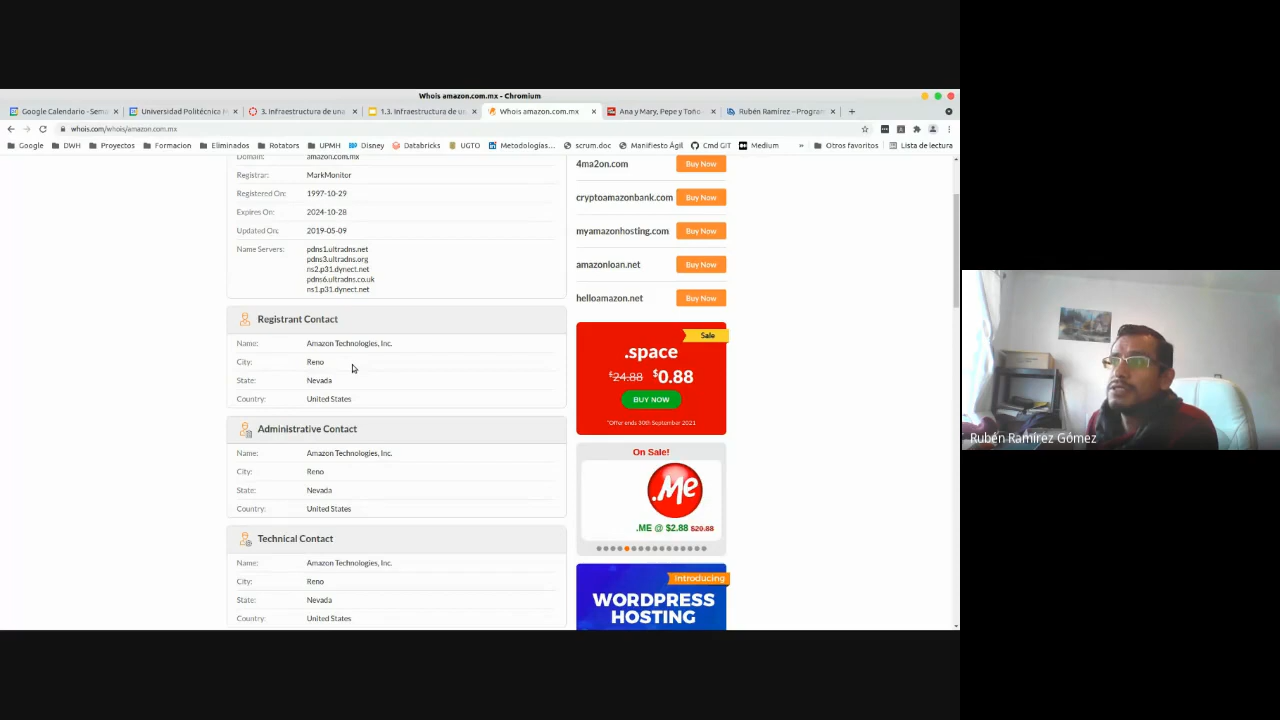 Whois amazon.com.mx - Chromium
Google Calendario - Sema
Universidad Politécnica
3. Infraestructura de una
1.3. Infraestructura de u
Whois amazon.com.mx
Ana y Mary, Pepe y Toño
Rubén Ramírez – Program
whois.com/whois/amazon.com.mx
Google
DWH
Proyectos
Formacion
Eliminados
Rotators
UPMH
Disney
Databricks
UGTO
Metodologías...
scrum.doc
Manifiesto Ágil
Cmd GIT
Medium
»
Otros favoritos
Lista de lectura
Domain: amazon.com.mx
Registrar: MarkMonitor
Registered On: 1997-10-29
Expires On: 2024-10-28
Updated On: 2019-05-09
Name Servers: pdns1.ultradns.net
pdns3.ultradns.org
ns2.p31.dynect.net
pdns6.ultradns.co.uk
ns1.p31.dynect.net
Registrant Contact
Name: Amazon Technologies, Inc.
City: Reno
State: Nevada
Country: United States
Administrative Contact
Name: Amazon Technologies, Inc.
City: Reno
State: Nevada
Country: United States
Technical Contact
Name: Amazon Technologies, Inc.
City: Reno
State: Nevada
Country: United States
4ma2on.com Buy Now
cryptoamazonbank.com Buy Now
myamazonhosting.com Buy Now
amazonloan.net Buy Now
helloamazon.net Buy Now
Sale
.space
$24.88 $0.88
BUY NOW
*Offer ends 30th September 2021
On Sale!
.Me
.ME @ $2.88 $20.88
Introducing
WORDPRESS
HOSTING
Rubén Ramírez Gómez